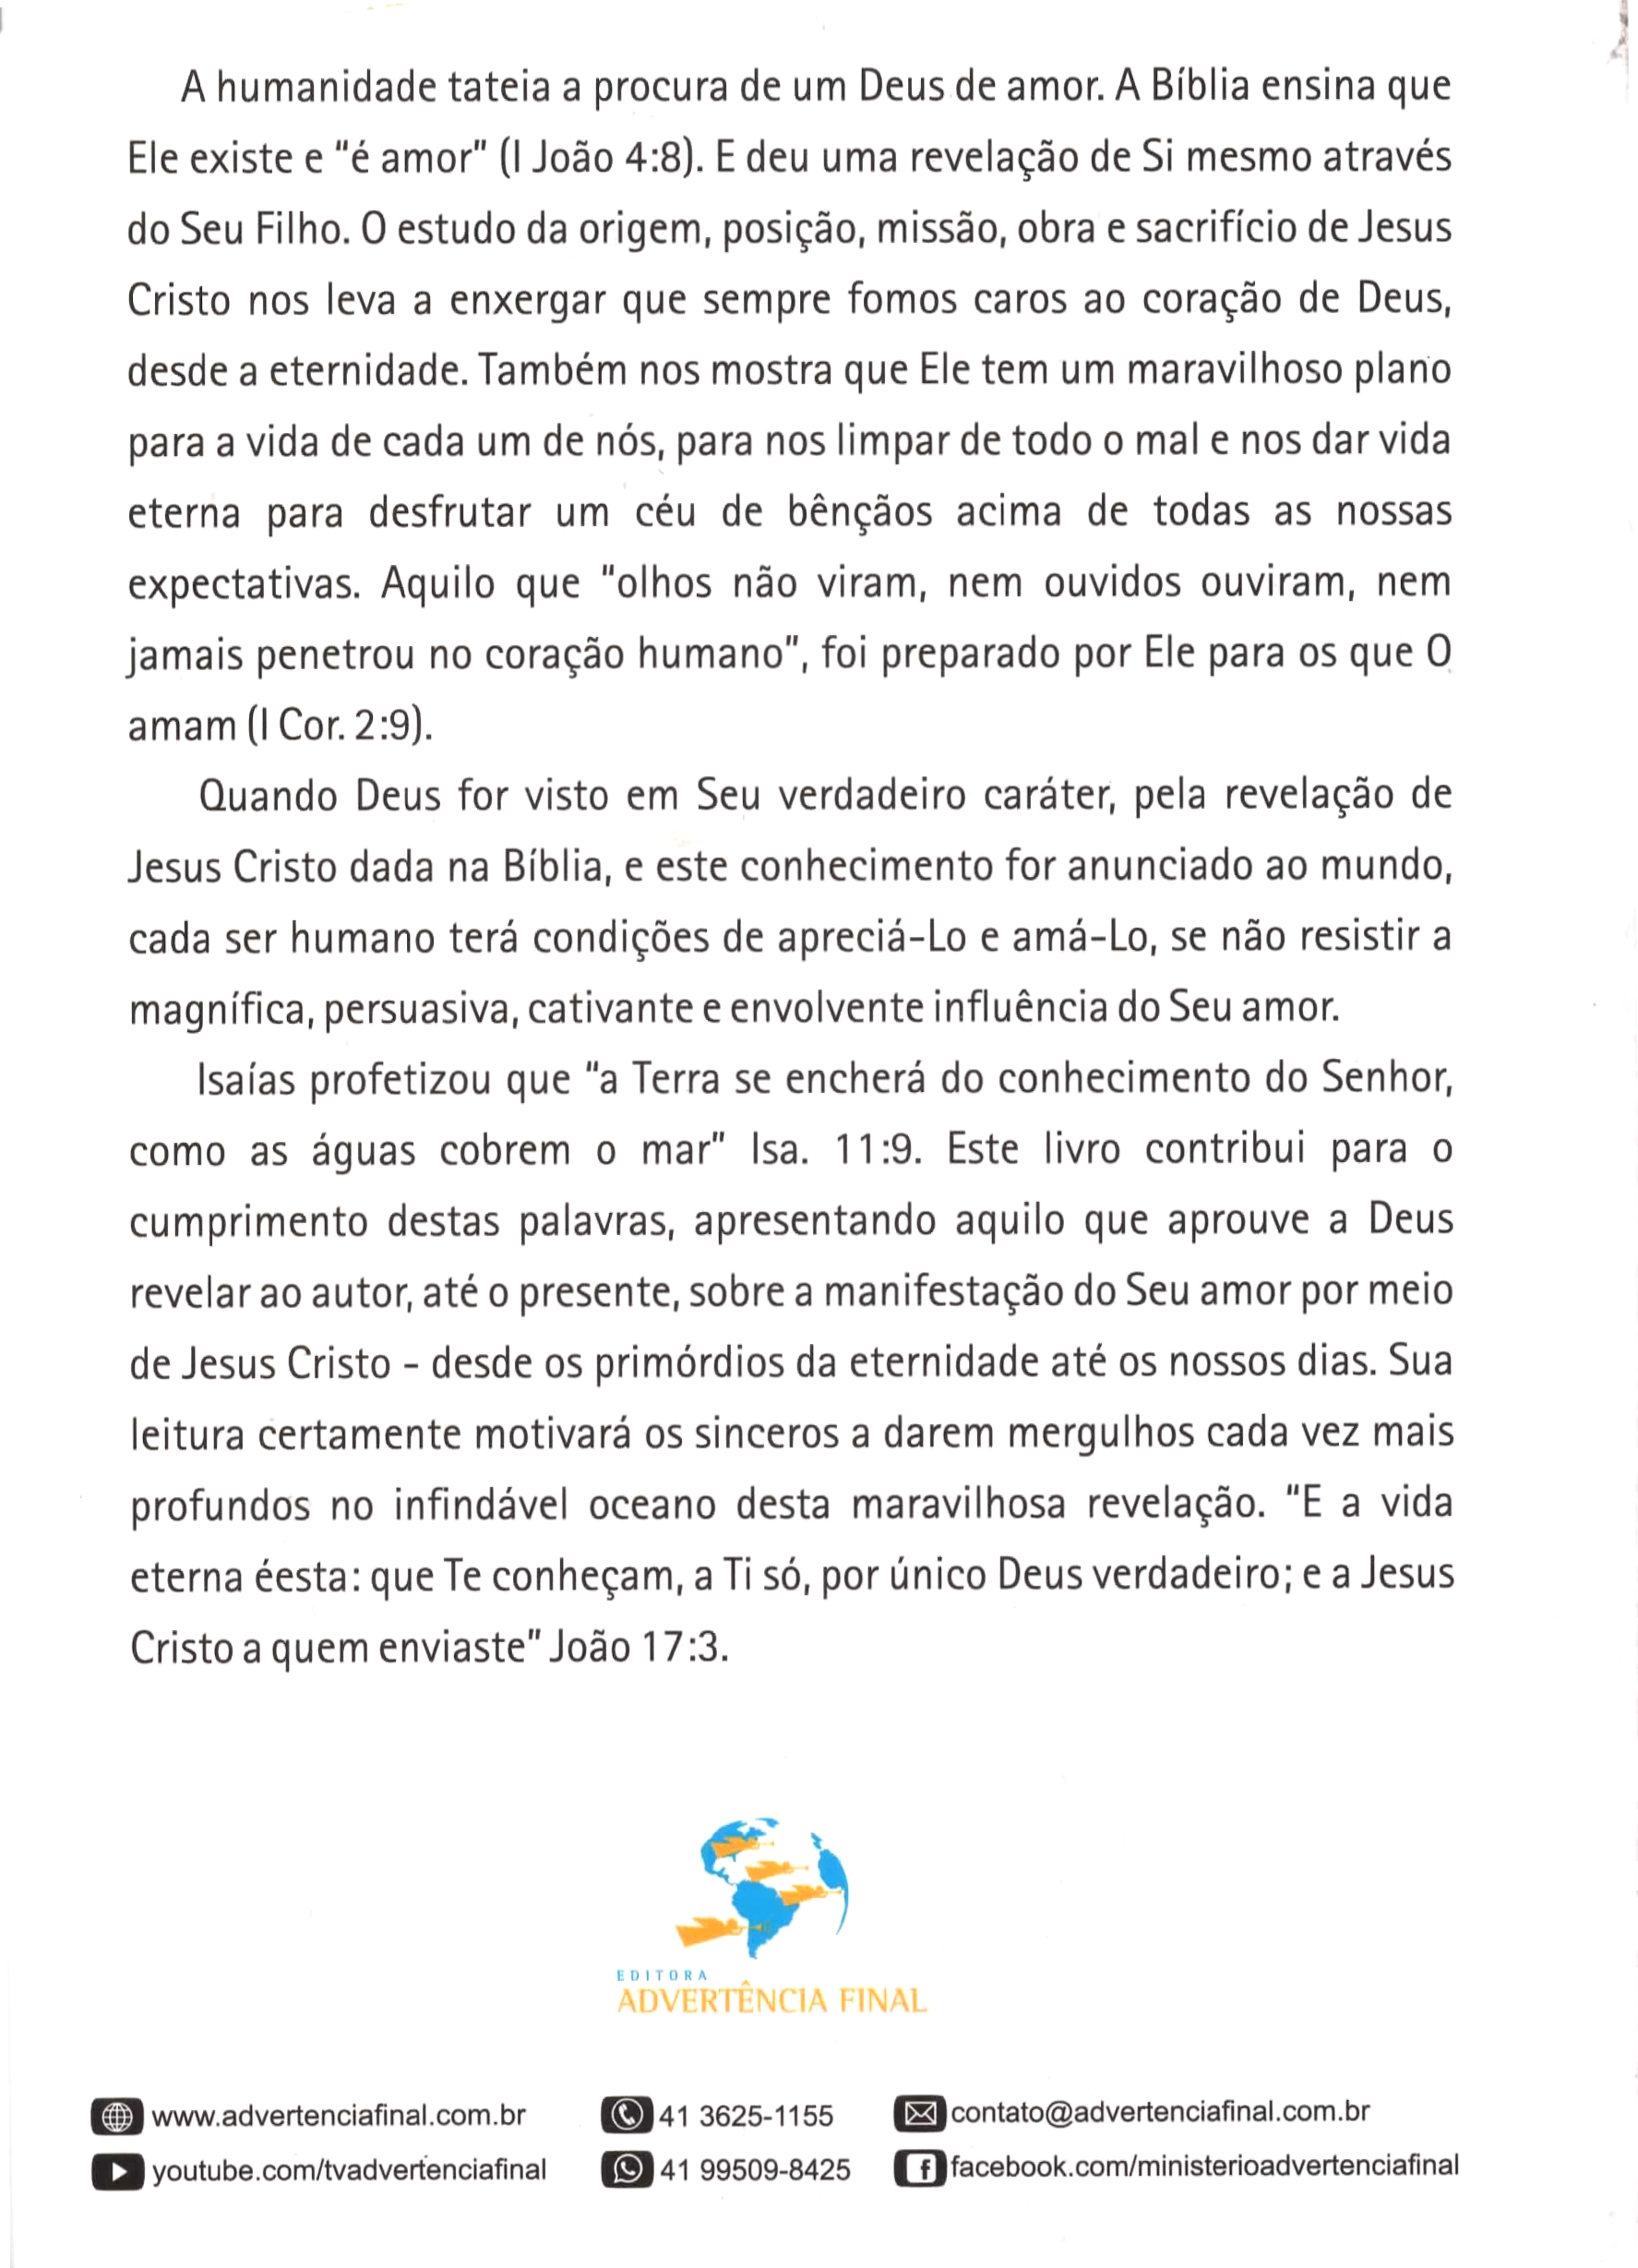 A humanidade tateia a procura de um Deus de amor. A Bíblia ensina que
Ele existe e "é amor" (I João 4:8). E deu uma revelação de Si mesmo através
do Seu Filho. O estudo da origem, posição, missão, obra e sacrifício de Jesus
Cristo nos leva a enxergar que sempre fomos caros ao coração de Deus,
desde a eternidade. Também nos mostra que Ele tem um maravilhoso plano
para a vida de cada um de nós, para nos limpar de todo o mal e nos dar vida
eterna para desfrutar um céu de bênçãos acima de todas as nossas
expectativas. Aquilo que "olhos não viram, nem ouvidos ouviram, nem
jamais penetrou no coração humano", foi preparado por Ele para os que O
amam (I Cor. 2:9).
Quando Deus for visto em Seu verdadeiro caráter, pela revelação de
Jesus Cristo dada na Bíblia, e este conhecimento for anunciado ao mundo,
cada ser humano terá condições de apreciá-Lo e amá-Lo, se não resistir a
magnífica, persuasiva, cativante e envolvente influência do Seu amor.
Isaías profetizou que "a Terra se encherá do conhecimento do Senhor,
como as águas cobrem o mar" Isa. 11:9. Este livro contribui para o
cumprimento destas palavras, apresentando aquilo que aprouve a Deus
revelar ao autor, até o presente, sobre a manifestação do Seu amor por meio
de Jesus Cristo - desde os primórdios da eternidade até os nossos dias. Sua
leitura certamente motivará os sinceros a darem mergulhos cada vez mais
profundos no infindável oceano desta maravilhosa revelação. "E a vida
eterna éesta: que Te conheçam, a Ti só, por único Deus verdadeiro; e a Jesus
Cristo a quem enviaste" João 17:3.
EDITORA
ADVERTÊNCIA FINAL
www.advertenciafinal.com.br 41 3625-1155 contato@advertenciafinal.com.br
youtube.com/tvadvertenciafinal 41 99509-8425 facebook.com/ministerioadvertenciafinal